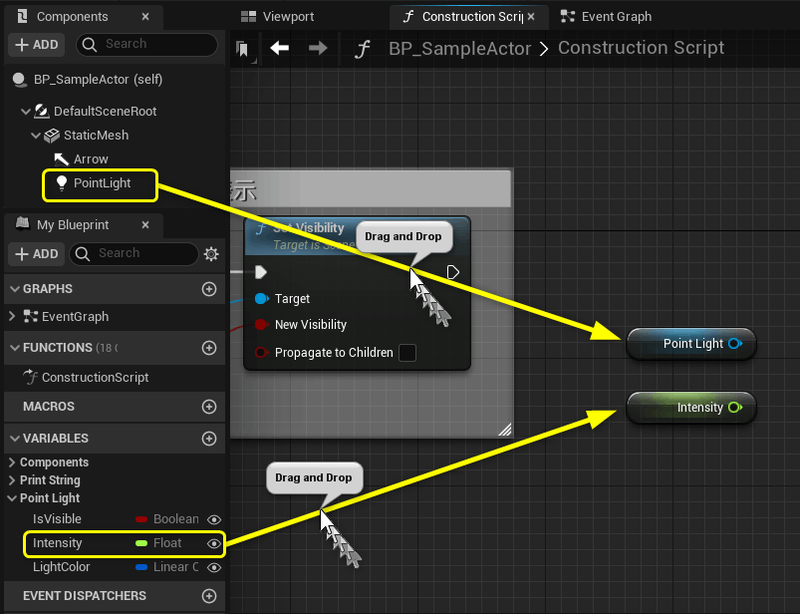 Components
Viewport
Construction Scrip
Event Graph
ADD
Search
BP_SampleActor
Construction Script
BP_SampleActor (self)
DefaultSceneRoot
StaticMesh
Arrow
PointLight
示
My Blueprint
ADD
Search
Set Visibility
Target is Scene
Drag and Drop
GRAPHS
EventGraph
Target
New Visibility
Propagate to Children
FUNCTIONS (18
ConstructionScript
MACROS
VARIABLES
Components
Print String
Point Light
IsVisible Boolean
Intensity Float
LightColor Linear C
EVENT DISPATCHERS
Point Light
Intensity
Drag and Drop